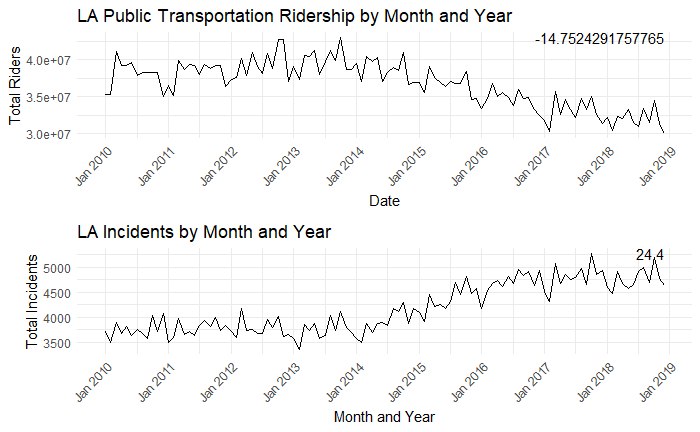 LA Public Transportation Ridership by Month and Year
-14.7524291757765
Total Riders
4.0e+07
3.5e+07
3.0e+07
Jan 2010
Jan 2011
Jan 2012
Jan 2013
Jan 2014
Jan 2015
Jan 2016
Jan 2017
Jan 2018
Jan 2019
Date
LA Incidents by Month and Year
24.4
Total Incidents
5000
4500
4000
3500
Jan 2010
Jan 2011
Jan 2012
Jan 2013
Jan 2014
Jan 2015
Jan 2016
Jan 2017
Jan 2018
Jan 2019
Month and Year